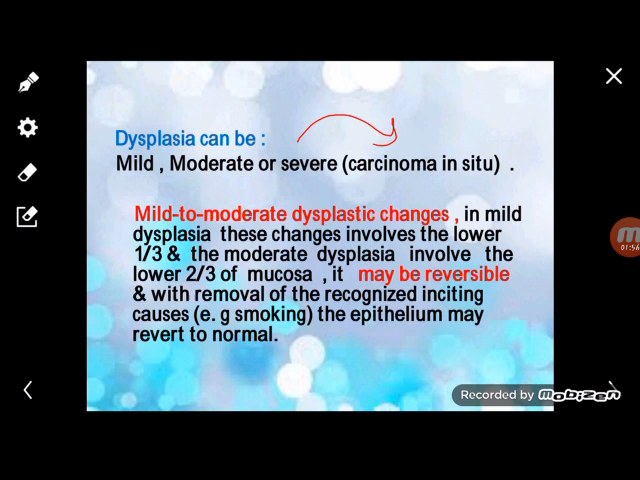 Dysplasia can be :
Mild , Moderate or severe (carcinoma in situ) .
Mild-to-moderate dysplastic changes , in mild
dysplasia these changes involves the lower
1/3 & the moderate dysplasia involve the
lower 2/3 of mucosa , it may be reversible
& with removal of the recognized inciting
causes (e. g smoking) the epithelium may
revert to normal.
01:56
Recorded by mobizen